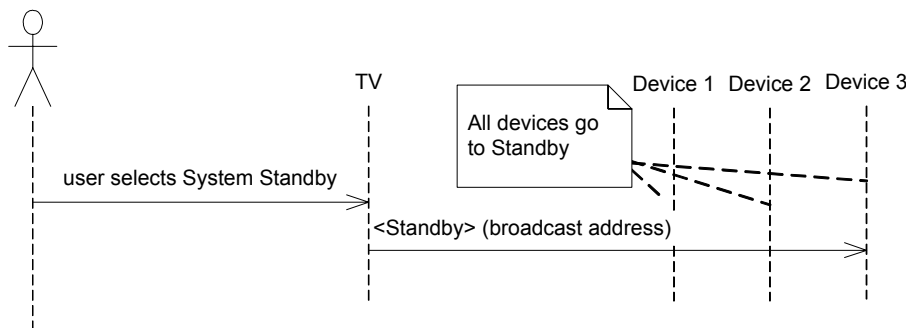 TV
Device 1
Device 2
Device 3
All devices go
to Standby
user selects System Standby
<Standby> (broadcast address)